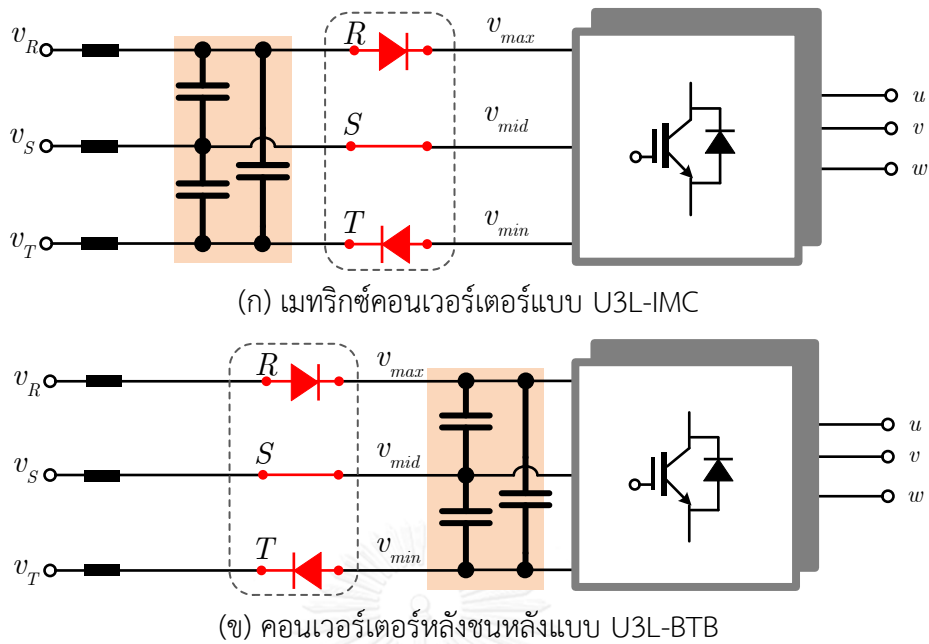 v_R
R
v_max
v_S
S
v_mid
v_T
T
v_min
u
v
w
(ก) เมทริกซ์คอนเวอร์เตอร์แบบ U3L-IMC
v_R
R
v_max
v_S
S
v_mid
v_T
T
v_min
u
v
w
(ข) คอนเวอร์เตอร์หลังชนหลังแบบ U3L-BTB